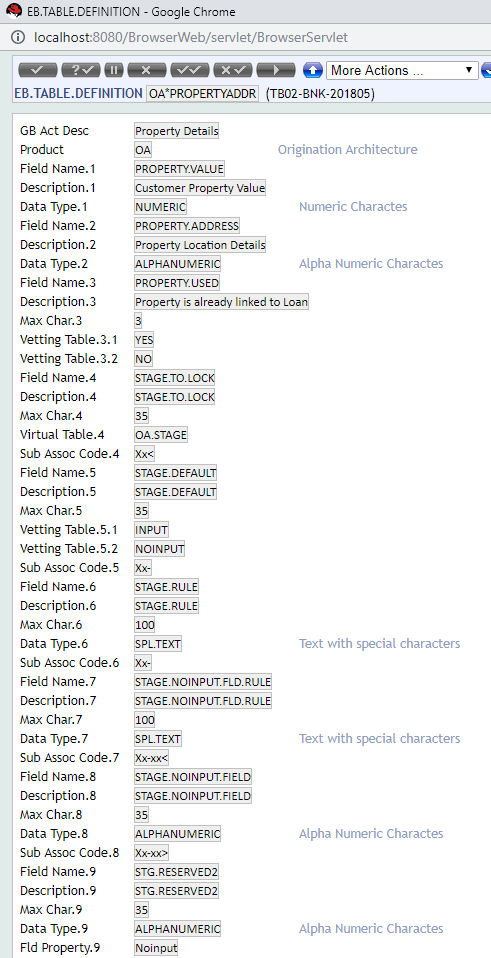 EB.TABLE.DEFINITION - Google Chrome
localhost:8080/BrowserWeb/servlet/BrowserServlet
More Actions ...
EB.TABLE.DEFINITION OA*PROPERTYADDR (TB02-BNK-201805)
GB Act Desc Property Details
Product OA Origination Architecture
Field Name.1 PROPERTY.VALUE
Description.1 Customer Property Value
Data Type.1 NUMERIC Numeric Charactes
Field Name.2 PROPERTY.ADDRESS
Description.2 Property Location Details
Data Type.2 ALPHANUMERIC Alpha Numeric Charactes
Field Name.3 PROPERTY.USED
Description.3 Property is already linked to Loan
Max Char.3 3
Vetting Table.3.1 YES
Vetting Table.3.2 NO
Field Name.4 STAGE.TO.LOCK
Description.4 STAGE.TO.LOCK
Max Char.4 35
Virtual Table.4 OA.STAGE
Sub Assoc Code.4 Xx<
Field Name.5 STAGE.DEFAULT
Description.5 STAGE.DEFAULT
Max Char.5 35
Vetting Table.5.1 INPUT
Vetting Table.5.2 NOINPUT
Sub Assoc Code.5 Xx-
Field Name.6 STAGE.RULE
Description.6 STAGE.RULE
Max Char.6 100
Data Type.6 SPL.TEXT Text with special characters
Sub Assoc Code.6 Xx-
Field Name.7 STAGE.NOINPUT.FLD.RULE
Description.7 STAGE.NOINPUT.FLD.RULE
Max Char.7 100
Data Type.7 SPL.TEXT Text with special characters
Sub Assoc Code.7 Xx-xx<
Field Name.8 STAGE.NOINPUT.FIELD
Description.8 STAGE.NOINPUT.FIELD
Max Char.8 35
Data Type.8 ALPHANUMERIC Alpha Numeric Charactes
Sub Assoc Code.8 Xx-xx>
Field Name.9 STG.RESERVED2
Description.9 STG.RESERVED2
Max Char.9 35
Data Type.9 ALPHANUMERIC Alpha Numeric Charactes
Fld Property.9 Noinput